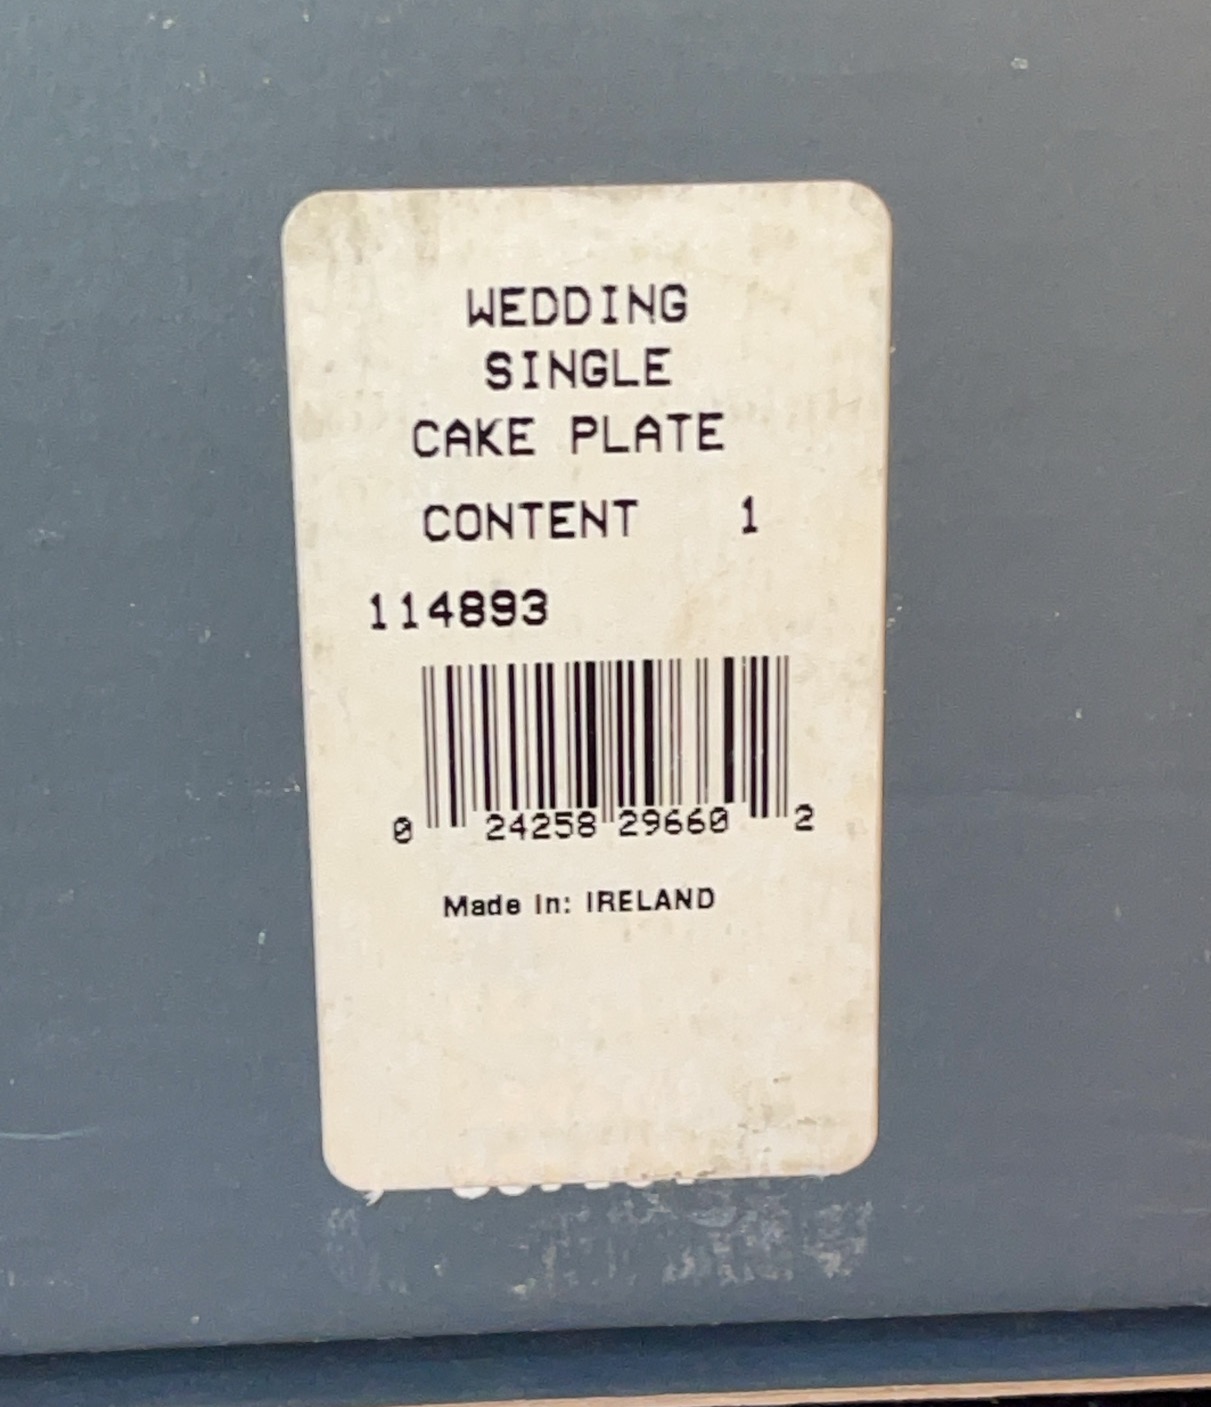 WEDDING
SINGLE
CAKE PLATE
CONTENT 1
114893
0 24258 29660 2
Made In: IRELAND